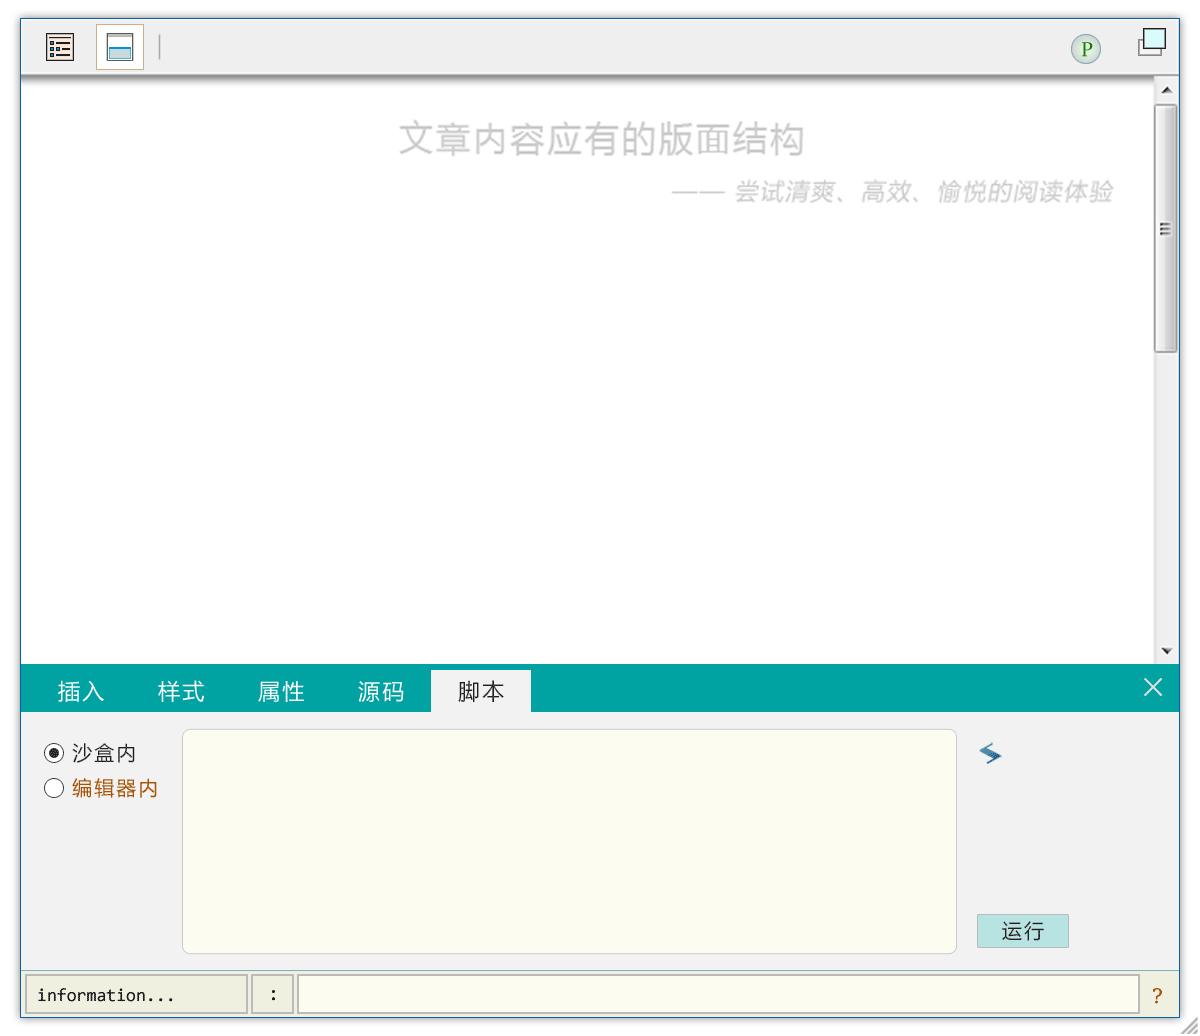 P
文章内容应有的版面结构
—— 尝试清爽、高效、愉悦的阅读体验
插入 样式 属性 源码 脚本
沙盒内
编辑器内
运行
information... : ?